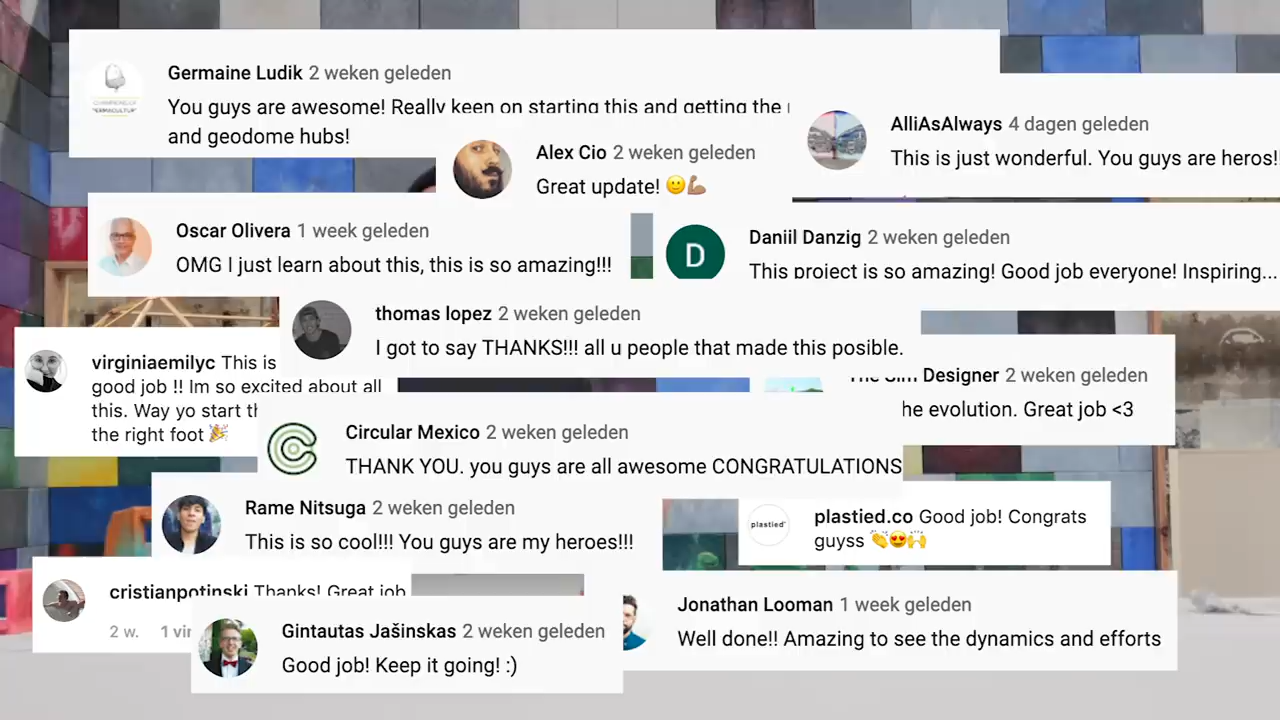 Germaine Ludik 2 weken geleden
You guys are awesome! Really keen on starting this and getting the
and geodome hubs!
AlliAsAlways 4 dagen geleden
This is just wonderful. You guys are heros!!
Alex Cio 2 weken geleden
Great update! 🙂💪🏽
Oscar Olivera 1 week geleden
OMG I just learn about this, this is so amazing!!!
D
Daniil Danzig 2 weken geleden
This project is so amazing! Good job everyone! Inspiring...
thomas lopez 2 weken geleden
I got to say THANKS!!! all u people that made this posible.
virginiaemilyc This is
good job !! Im so excited about all
this. Way yo start
the right foot 🎉
The Sim Designer 2 weken geleden
he evolution. Great job <3
Circular Mexico 2 weken geleden
THANK YOU. you guys are all awesome CONGRATULATIONS
Rame Nitsuga 2 weken geleden
This is so cool!!! You guys are my heroes!!!
plastied
plastied.co Good job! Congrats
guyss 👏😍🙌
cristianpotinski Thanks! Great job
2 w. 1
Gintautas Jašinskas 2 weken geleden
Good job! Keep it going! :)
Jonathan Looman 1 week geleden
Well done!! Amazing to see the dynamics and efforts